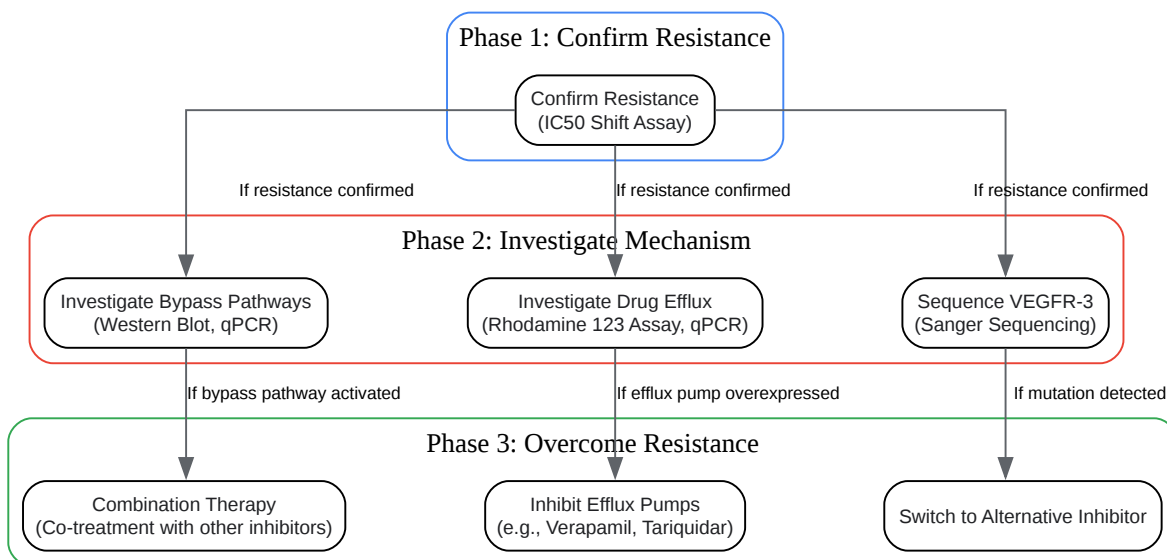 Phase 1: Confirm Resistance
Confirm Resistance
(IC50 Shift Assay)
If resistance confirmed
If resistance confirmed
If resistance confirmed
Phase 2: Investigate Mechanism
Investigate Bypass Pathways
(Western Blot, qPCR)
Investigate Drug Efflux
(Rhodamine 123 Assay, qPCR)
Sequence VEGFR-3
(Sanger Sequencing)
If bypass pathway activated
If efflux pump overexpressed
If mutation detected
Phase 3: Overcome Resistance
Combination Therapy
(Co-treatment with other inhibitors)
Inhibit Efflux Pumps
(e.g., Verapamil, Tariquidar)
Switch to Alternative Inhibitor